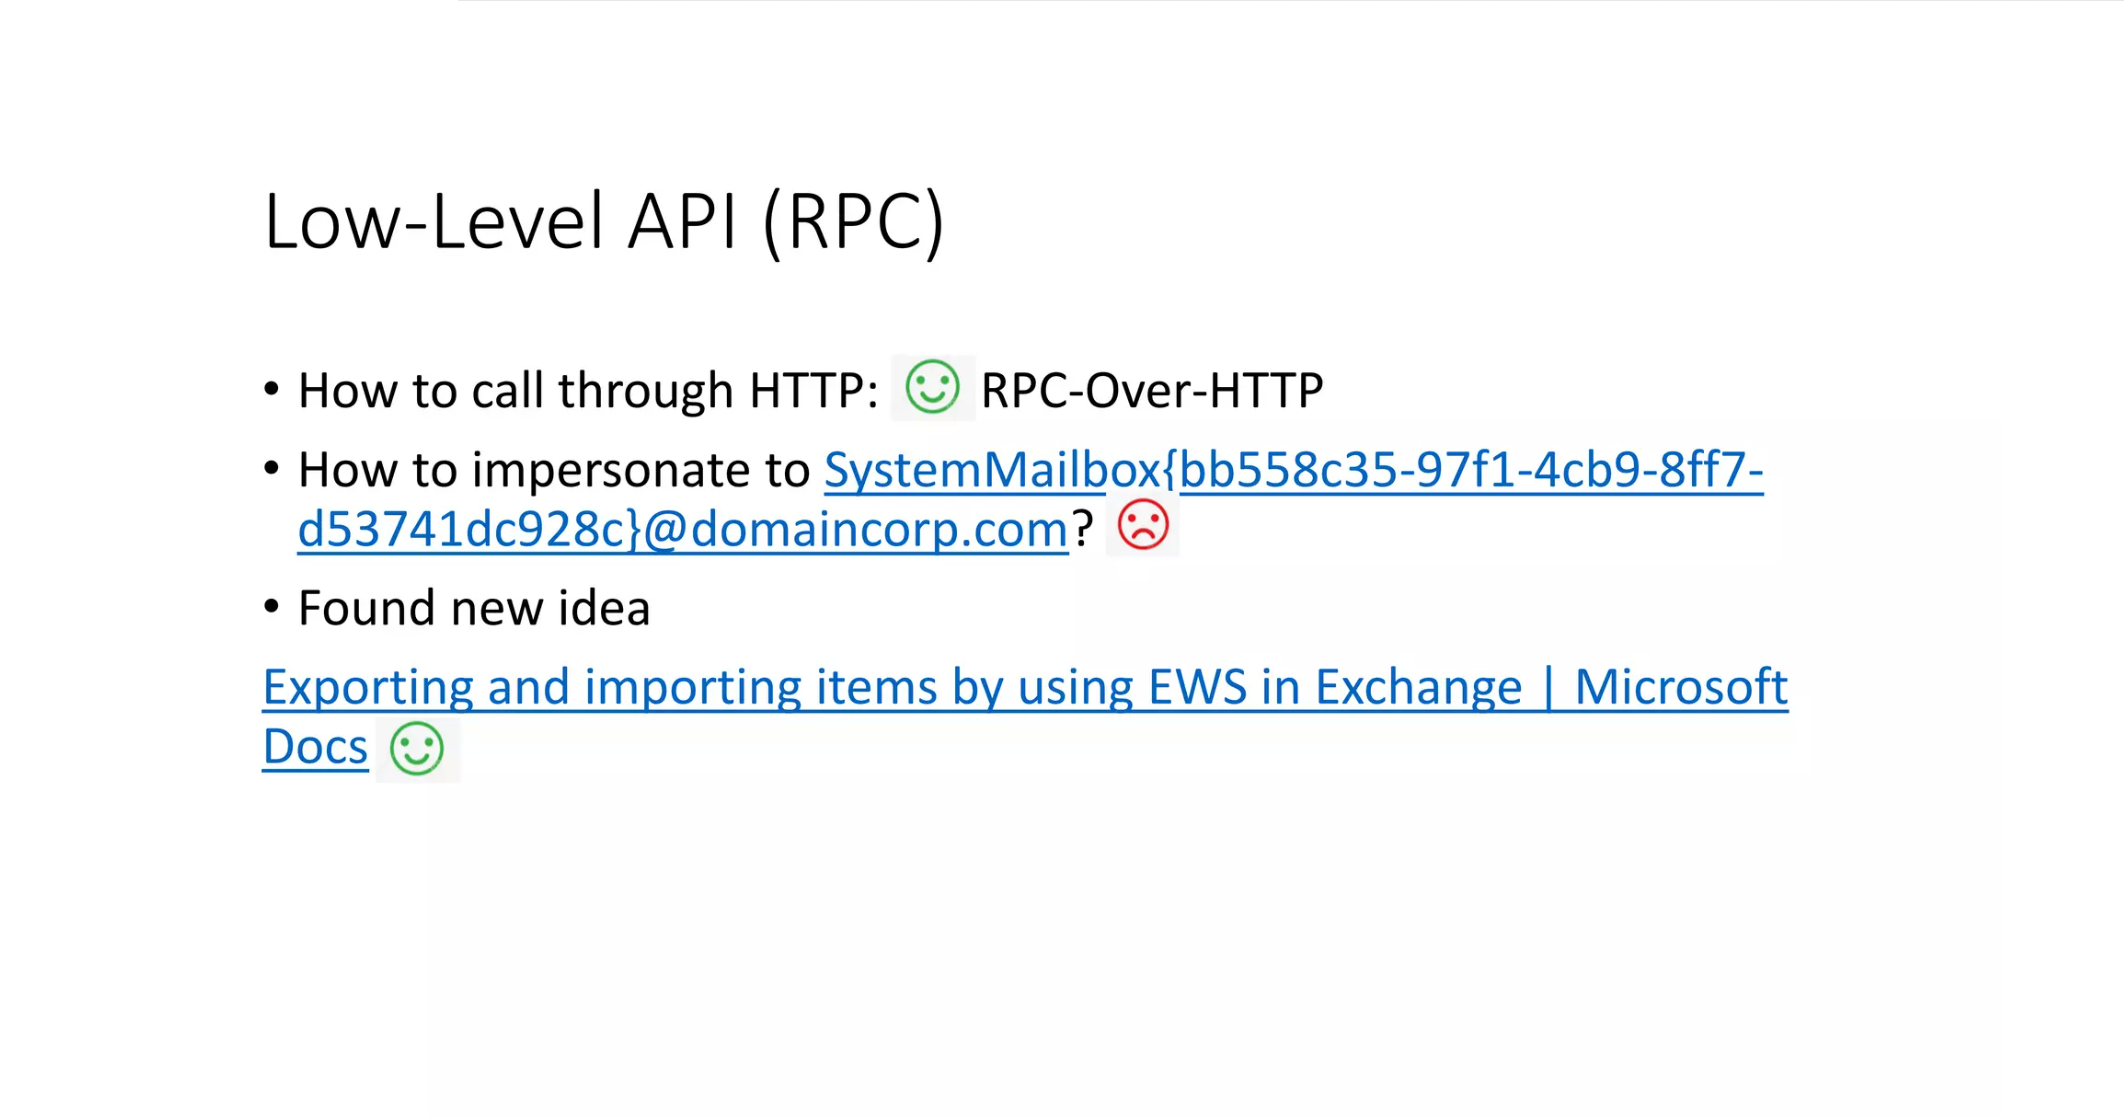 Low-Level API (RPC)
• How to call through HTTP: RPC-Over-HTTP
• How to impersonate to SystemMailbox{bb558c35-97f1-4cb9-8ff7-
d53741dc928c}@domaincorp.com?
• Found new idea
Exporting and importing items by using EWS in Exchange | Microsoft
Docs